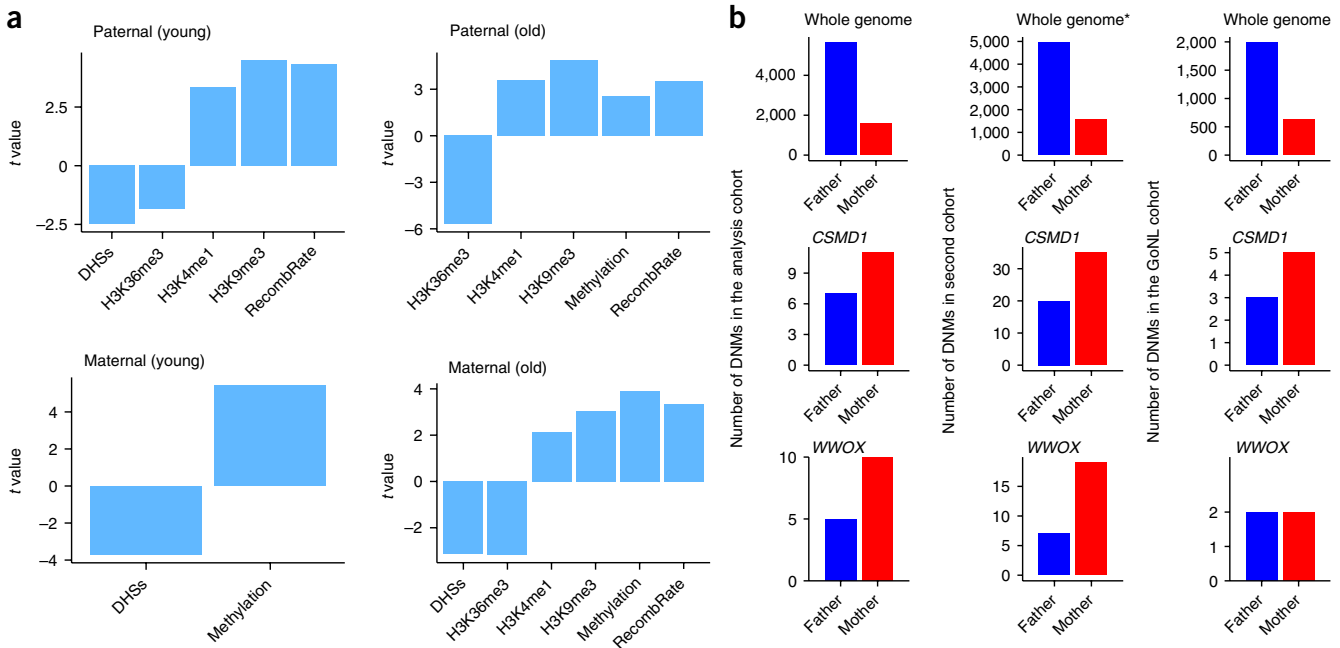 a
Paternal (young)
t value
2.5
0
−2.5
DHSs
H3K36me3
H3K4me1
H3K9me3
RecombRate
Paternal (old)
t value
3
0
−3
−6
H3K36me3
H3K4me1
H3K9me3
Methylation
RecombRate
Maternal (young)
t value
4
2
0
−2
−4
DHSs
Methylation
Maternal (old)
t value
4
2
0
−2
DHSs
H3K36me3
H3K4me1
H3K9me3
Methylation
RecombRate
b
Number of DNMs in the analysis cohort
Whole genome
4,000
2,000
0
Father
Mother
CSMD1
9
6
3
0
Father
Mother
WWOX
10
5
0
Father
Mother
Number of DNMs in second cohort
Whole genome*
5,000
4,000
3,000
2,000
1,000
0
Father
Mother
CSMD1
30
20
10
0
Father
Mother
WWOX
15
10
5
0
Father
Mother
Number of DNMs in the GoNL cohort
Whole genome
2,000
1,500
1,000
500
0
Father
Mother
CSMD1
5
4
3
2
1
0
Father
Mother
WWOX
2
1
0
Father
Mother